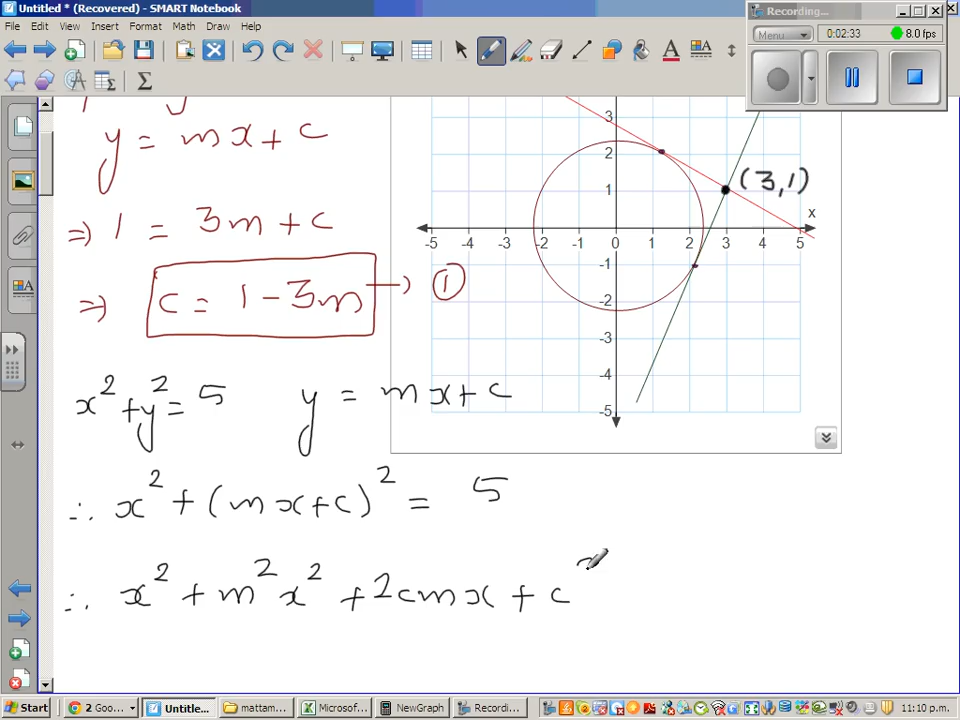 Untitled * (Recovered) - SMART Notebook
File Edit View Insert Format Math Draw Help
Recording...
Menu 0:02:33 8.0 fps
y = mx + c
⇒ 1 = 3m + c
⇒ c = 1 - 3m → ①
3
2
1
-1
-2
-3
-4
-5
-5 -4 -3 -2 -1 0 1 2 3 4 5
x
(3,1)
x² + y² = 5 y = mx + c
∴ x² + (mx + c)² = 5
∴ x² + m²x² + 2cmx + c
Start 2 Goo... Untitle... mattam... Microsof... NewGraph Recordi... 11:10 p.m.